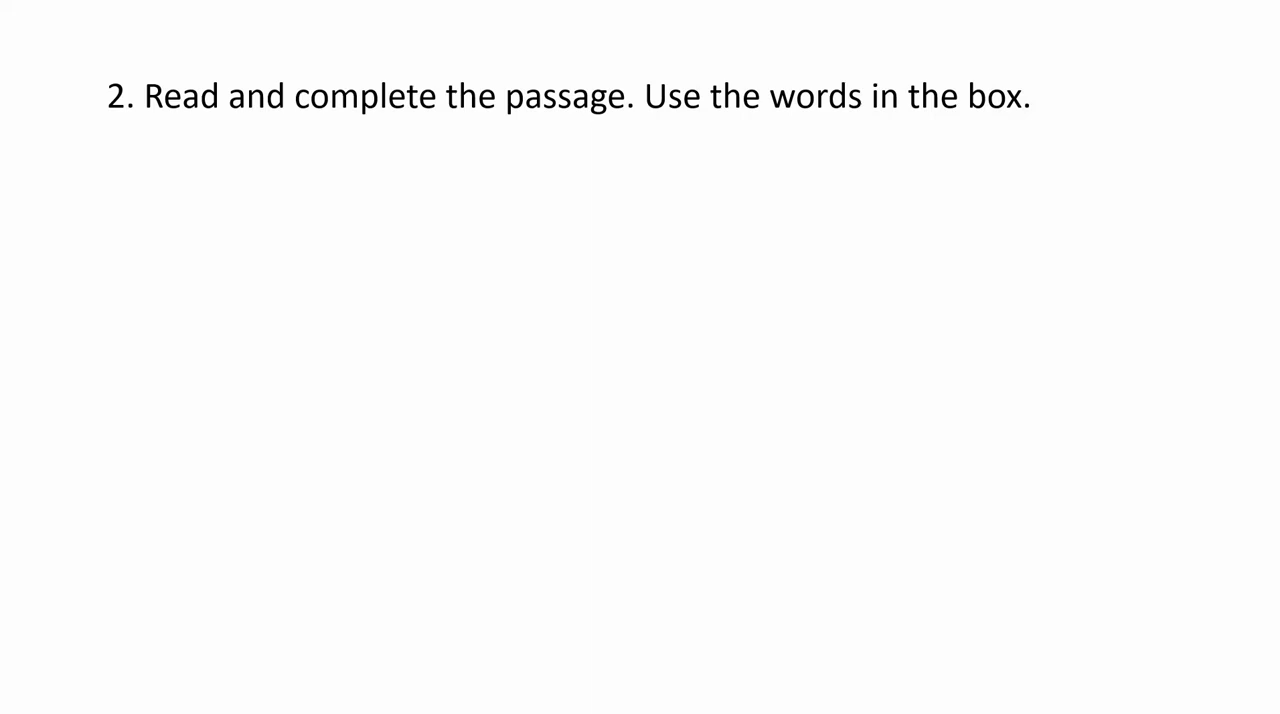 2. Read and complete the passage. Use the words in the box.